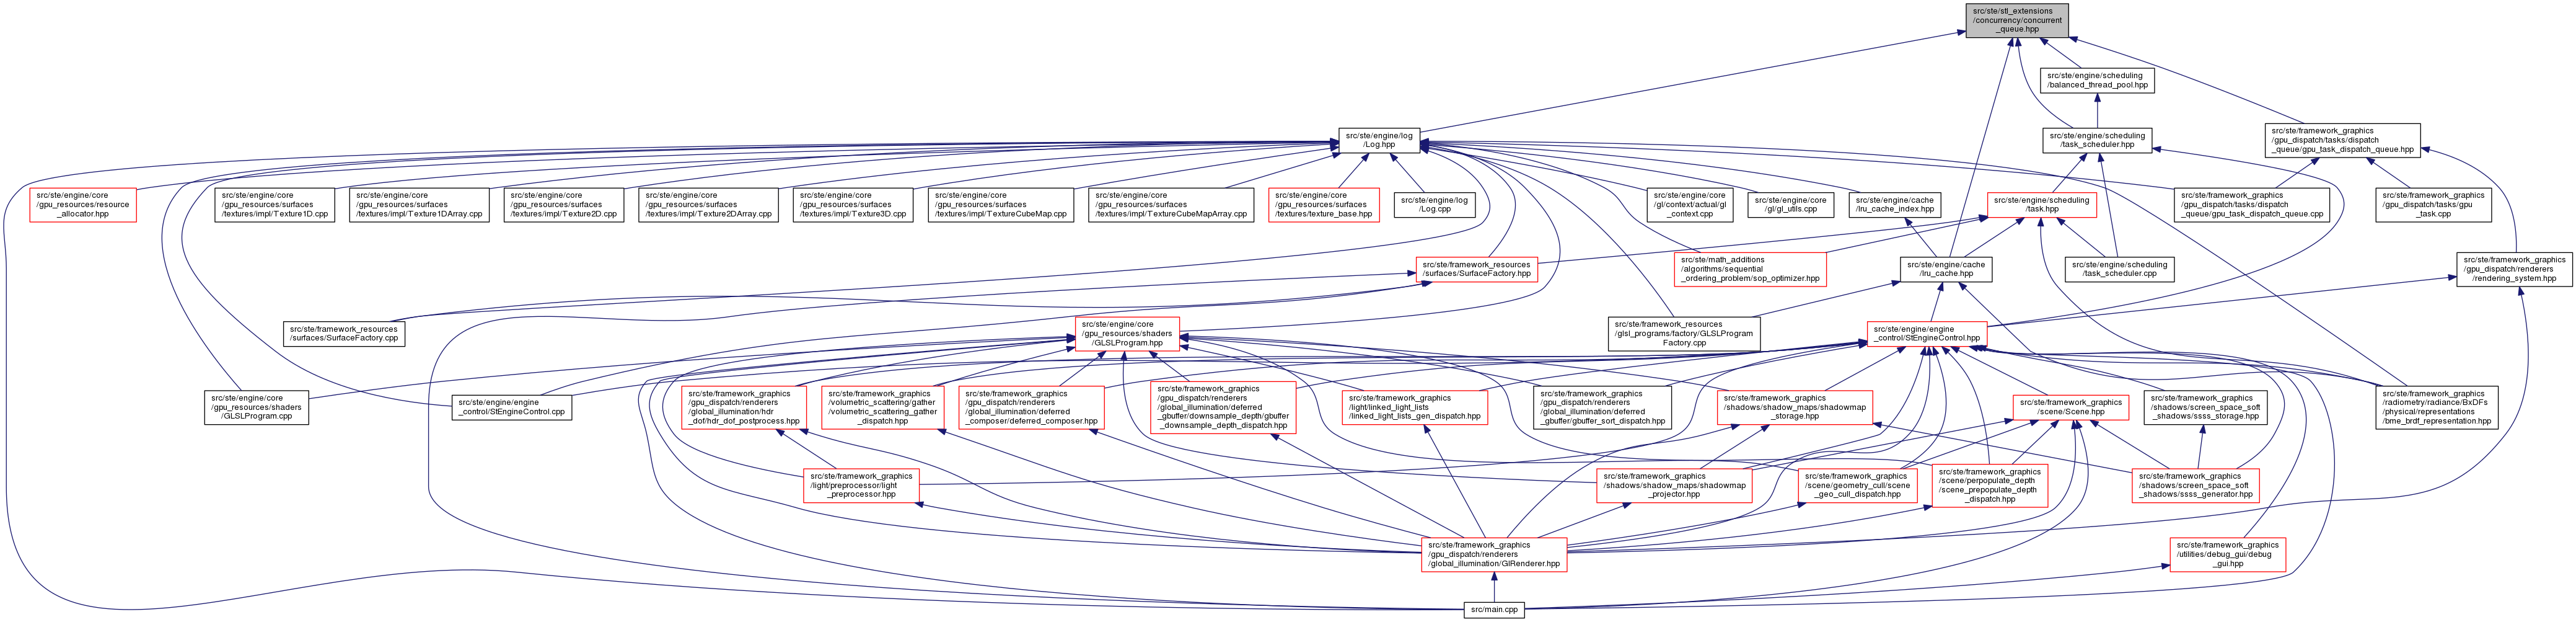 src/ste/stl_extensions
/concurrency/concurrent
_queue.hpp
src/ste/engine/scheduling
/balanced_thread_pool.hpp
src/ste/engine/log
/Log.hpp
src/ste/engine/scheduling
/task_scheduler.hpp
src/ste/framework_graphics
/gpu_dispatch/tasks/dispatch
_queue/gpu_task_dispatch_queue.hpp
src/ste/engine/core
/gpu_resources/resource
_allocator.hpp
src/ste/engine/core
/gpu_resources/surfaces
/textures/impl/Texture1D.cpp
src/ste/engine/core
/gpu_resources/surfaces
/textures/impl/Texture1DArray.cpp
src/ste/engine/core
/gpu_resources/surfaces
/textures/impl/Texture2D.cpp
src/ste/engine/core
/gpu_resources/surfaces
/textures/impl/Texture2DArray.cpp
src/ste/engine/core
/gpu_resources/surfaces
/textures/impl/Texture3D.cpp
src/ste/engine/core
/gpu_resources/surfaces
/textures/impl/TextureCubeMap.cpp
src/ste/engine/core
/gpu_resources/surfaces
/textures/impl/TextureCubeMapArray.cpp
src/ste/engine/core
/gpu_resources/surfaces
/textures/texture_base.hpp
src/ste/engine/log
/Log.cpp
src/ste/engine/core
/gl/context/actual/gl
_context.cpp
src/ste/engine/core
/gl/gl_utils.cpp
src/ste/engine/cache
/lru_cache_index.hpp
src/ste/engine/scheduling
/task.hpp
src/ste/framework_graphics
/gpu_dispatch/tasks/dispatch
_queue/gpu_task_dispatch_queue.cpp
src/ste/framework_graphics
/gpu_dispatch/tasks/gpu
_task.cpp
src/ste/framework_resources
/surfaces/SurfaceFactory.hpp
src/ste/math_additions
/algorithms/sequential
_ordering_problem/sop_optimizer.hpp
src/ste/engine/cache
/lru_cache.hpp
src/ste/engine/scheduling
/task_scheduler.cpp
src/ste/framework_graphics
/gpu_dispatch/renderers
/rendering_system.hpp
src/ste/framework_resources
/surfaces/SurfaceFactory.cpp
src/ste/engine/core
/gpu_resources/shaders
/GLSLProgram.hpp
src/ste/framework_resources
/glsl_programs/factory/GLSLProgram
Factory.cpp
src/ste/engine/engine
_control/StEngineControl.hpp
src/ste/engine/core
/gpu_resources/shaders
/GLSLProgram.cpp
src/ste/engine/engine
_control/StEngineControl.cpp
src/ste/framework_graphics
/gpu_dispatch/renderers
/global_illumination/hdr
_dof/hdr_dof_postprocess.hpp
src/ste/framework_graphics
/volumetric_scattering/gather
/volumetric_scattering_gather
_dispatch.hpp
src/ste/framework_graphics
/gpu_dispatch/renderers
/global_illumination/deferred
_composer/deferred_composer.hpp
src/ste/framework_graphics
gpu_dispatch/renderers
/global_illumination/deferred
_gbuffer/downsample_depth/gbuffer
_downsample_depth_dispatch.hpp
src/ste/framework_graphics
/light/linked_light_lists
/linked_light_lists_gen_dispatch.hpp
src/ste/framework_graphics
/gpu_dispatch/renderers
/global_illumination/deferred
_gbuffer/gbuffer_sort_dispatch.hpp
src/ste/framework_graphics
/shadows/shadow_maps/shadowmap
_storage.hpp
src/ste/framework_graphics
/scene/Scene.hpp
src/ste/framework_graphics
/shadows/screen_space_soft
_shadows/ssss_storage.hpp
src/ste/framework_graphics
/radiometry/radiance/BxDFs
/physical/representations
/bme_brdf_representation.hpp
src/ste/framework_graphics
/light/preprocessor/light
_preprocessor.hpp
src/ste/framework_graphics
/shadows/shadow_maps/shadowmap
_projector.hpp
src/ste/framework_graphics
/scene/geometry_cull/scene
_geo_cull_dispatch.hpp
src/ste/framework_graphics
/scene/perpopulate_depth
/scene_prepopulate_depth
_dispatch.hpp
src/ste/framework_graphics
/shadows/screen_space_soft
_shadows/ssss_generator.hpp
src/ste/framework_graphics
/gpu_dispatch/renderers
/global_illumination/GIRenderer.hpp
src/ste/framework_graphics
/utilities/debug_gui/debug
_gui.hpp
src/main.cpp